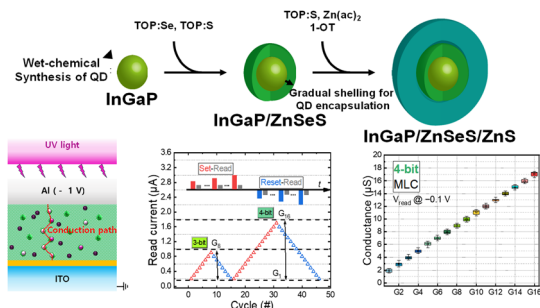 TOP:Se, TOP:S
TOP:S, Zn(ac)2
1-OT
Wet-chemical
Synthesis of QD
InGaP
InGaP/ZnSeS
Gradual shelling for
QD encapsulation
InGaP/ZnSeS/ZnS
UV light
Al ( - 1 V)
Conduction path
ITO
Read current (μA)
3.6
3.2
2.8
2.4
2.0
1.6
1.2
0.8
0.4
0.0
Set-Read
Reset-Read
t
4-bit
G16
3-bit
G8
G1
0 10 20 30 40 50
Cycle (#)
Conductance (μS)
20
18
16
14
12
10
8
6
4
2
0
4-bit
MLC
Vread @ −0.1 V
G2 G4 G6 G8 G10 G12 G14 G16